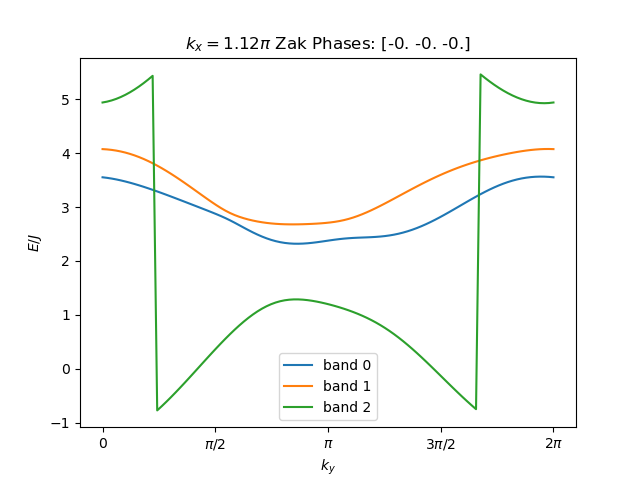 $k_x = 1.12\pi$ Zak Phases: [-0. -0. -0.]
E/J
5
4
3
2
1
0
−1
band 0
band 1
band 2
0
π/2
π
3π/2
2π
$k_y$